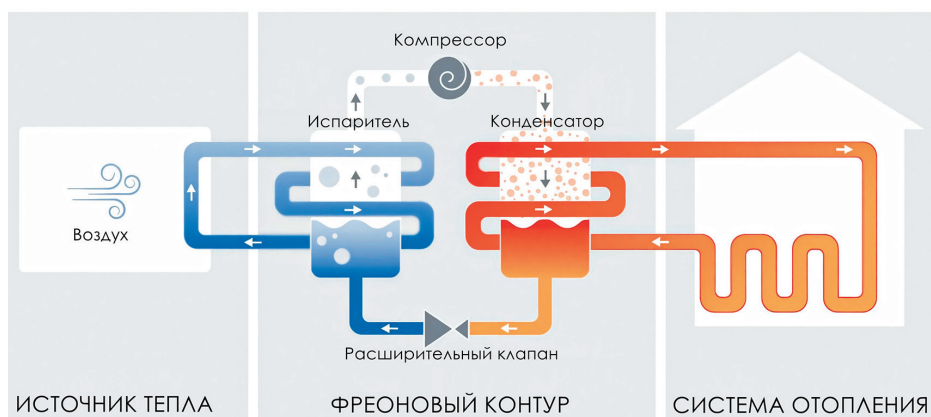 Компрессор
Испаритель
Конденсатор
Воздух
Расширительный клапан
ИСТОЧНИК ТЕПЛА
ФРЕОНОВЫЙ КОНТУР
СИСТЕМА ОТОПЛЕНИЯ